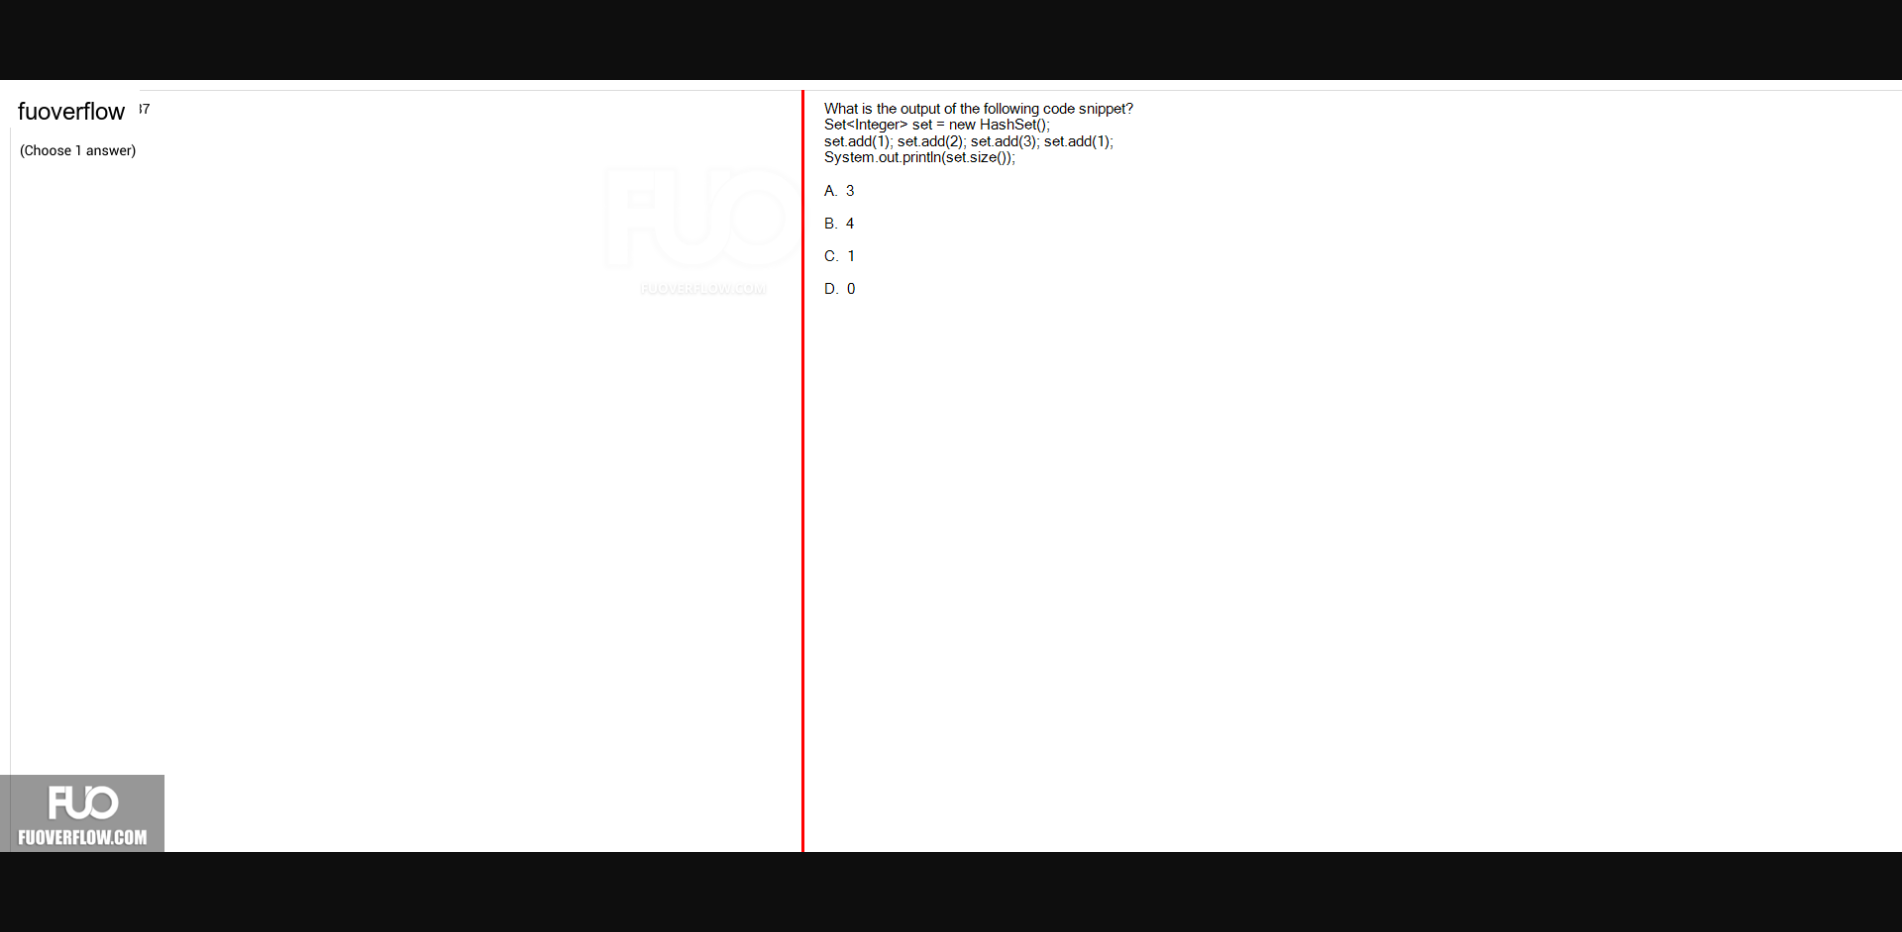 fuoverflow 37
(Choose 1 answer)
What is the output of the following code snippet?
Set<Integer> set = new HashSet();
set.add(1); set.add(2); set.add(3); set.add(1);
System.out.println(set.size());
A. 3
B. 4
C. 1
D. 0
FUO
FUOVERFLOW.COM
FUO
FUOVERFLOW.COM